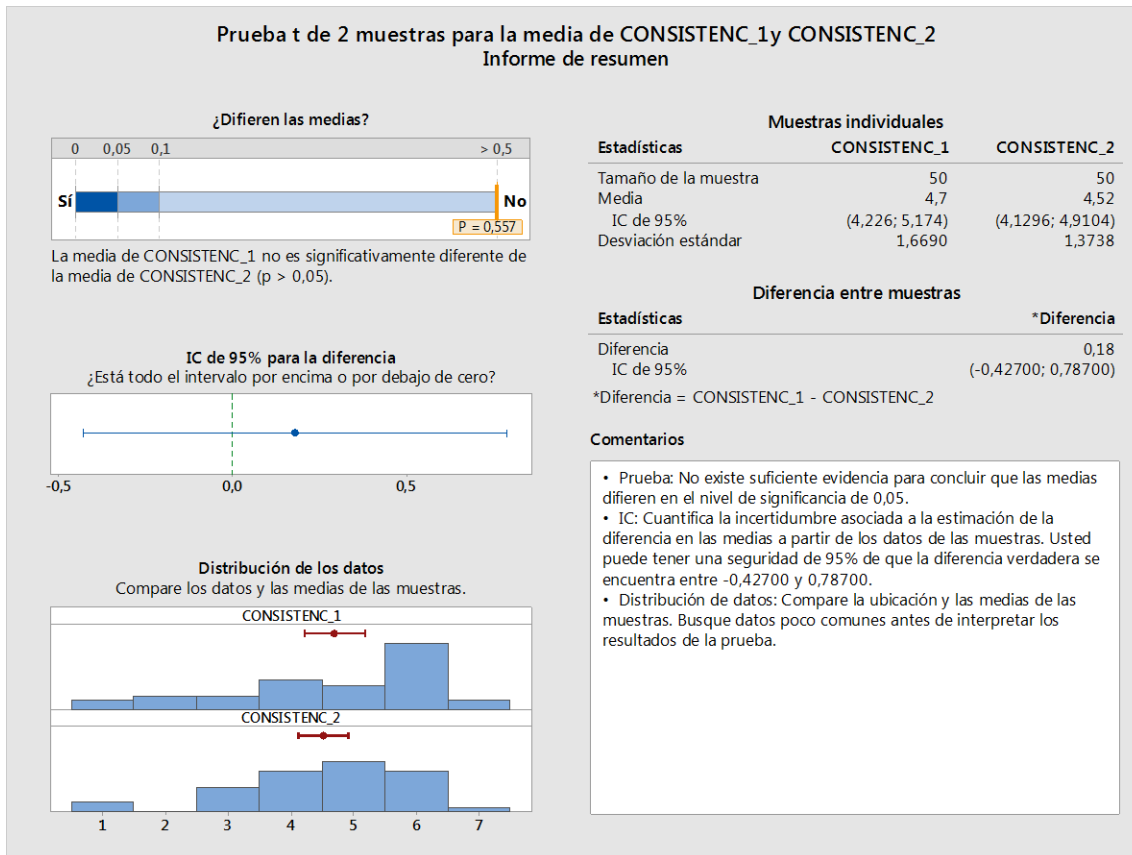 Prueba t de 2 muestras para la media de CONSISTENC_1y CONSISTENC_2
Informe de resumen
¿Difieren las medias?
0 0,05 0,1 > 0,5
Sí No
P = 0,557
La media de CONSISTENC_1 no es significativamente diferente de
la media de CONSISTENC_2 (p > 0,05).
IC de 95% para la diferencia
¿Está todo el intervalo por encima o por debajo de cero?
-0,5 0,0 0,5
Distribución de los datos
Compare los datos y las medias de las muestras.
CONSISTENC_1
CONSISTENC_2
1 2 3 4 5 6 7
Muestras individuales
Estadísticas CONSISTENC_1 CONSISTENC_2
Tamaño de la muestra 50 50
Media 4,7 4,52
IC de 95% (4,226; 5,174) (4,1296; 4,9104)
Desviación estándar 1,6690 1,3738
Diferencia entre muestras
Estadísticas *Diferencia
Diferencia 0,18
IC de 95% (-0,42700; 0,78700)
*Diferencia = CONSISTENC_1 - CONSISTENC_2
Comentarios
• Prueba: No existe suficiente evidencia para concluir que las medias
difieren en el nivel de significancia de 0,05.
• IC: Cuantifica la incertidumbre asociada a la estimación de la
diferencia en las medias a partir de los datos de las muestras. Usted
puede tener una seguridad de 95% de que la diferencia verdadera se
encuentra entre -0,42700 y 0,78700.
• Distribución de datos: Compare la ubicación y las medias de las
muestras. Busque datos poco comunes antes de interpretar los
resultados de la prueba.